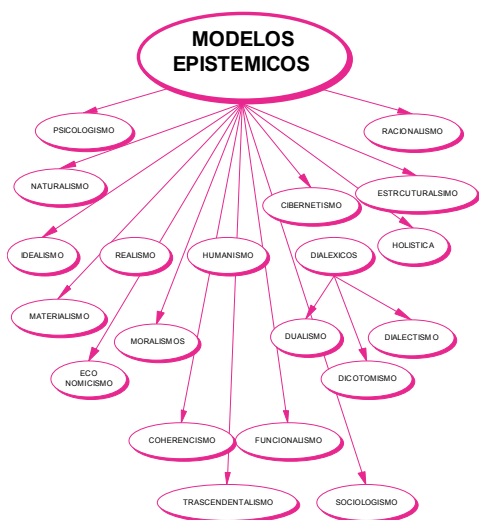 MODELOS
EPISTEMICOS
PSICOLOGISMO
RACIONALISMO
NATURALISMO
ESTRCUTURALSIMO
CIBERNETISMO
IDEALISMO
REALISMO
HUMANISMO
DIALEXICOS
HOLISTICA
MATERIALISMO
MORALISMOS
DUALISMO
DIALECTISMO
ECO
NOMICISMO
DICOTOMISMO
COHERENCISMO
FUNCIONALISMO
TRASCENDENTALISMO
SOCIOLOGISMO